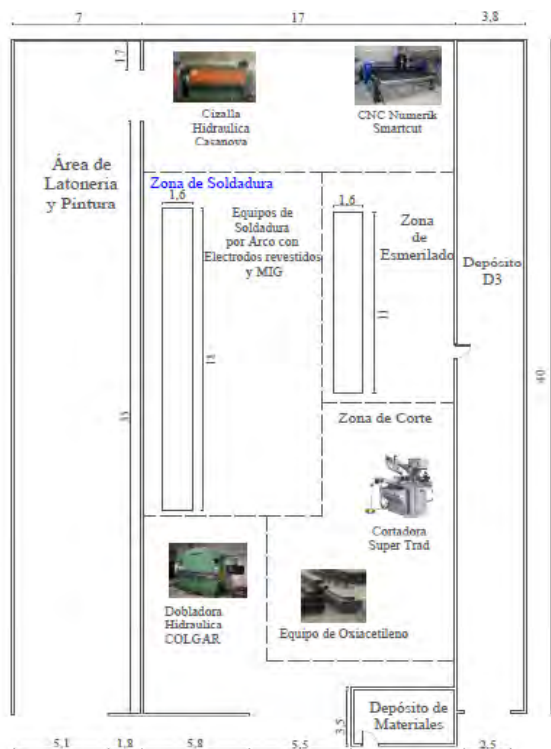 7
17
3,8
1,7
Cizalla
Hidraulica
Casanova
CNC Numerik
Smartcut
Área de
Latoneria
y Pintura
Zona de Soldadura
1,6
Equipos de
Soldadura
por Arco con
Electrodos revestidos
y MIG
1,6
Zona
de
Esmerilado
Depósito
D3
11
18
40
35
Zona de Corte
Cortadora
Super Trad
Dobladora
Hidraulica
COLGAR
Equipo de Oxiacetileno
3,5
Depósito de
Materiales
5,1
1,8
5,8
5,5
2,5